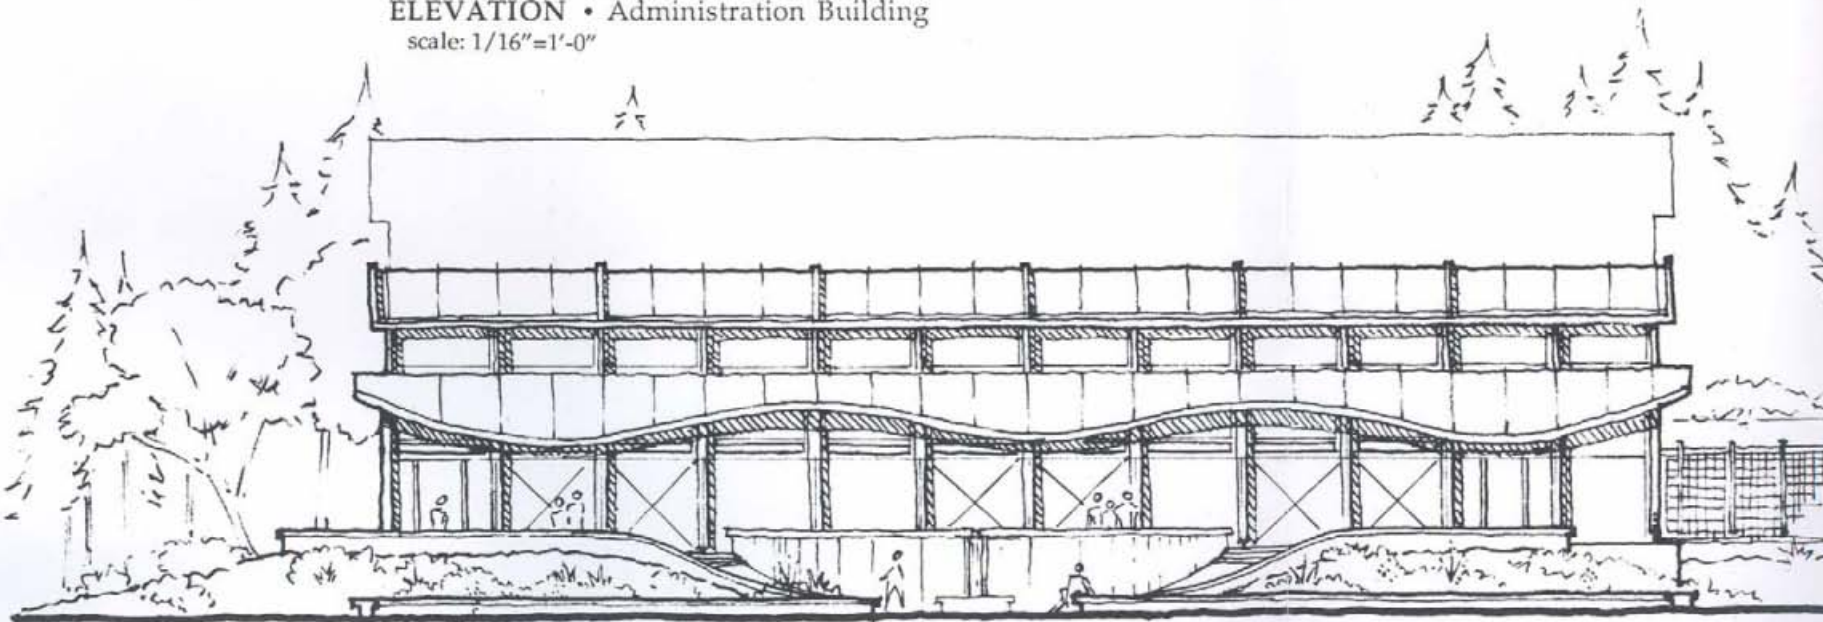 ELEVATION • Administration Building
scale: 1/16"=1'-0"